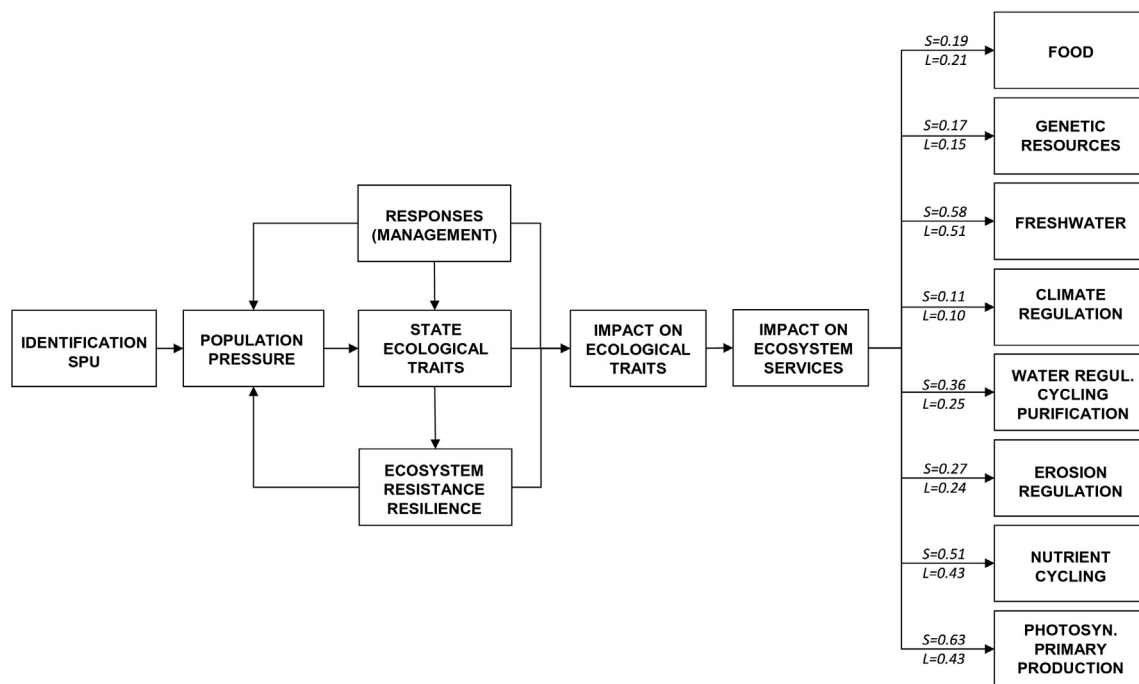 IDENTIFICATION
SPU
POPULATION
PRESSURE
RESPONSES
(MANAGEMENT)
STATE
ECOLOGICAL
TRAITS
ECOSYSTEM
RESISTANCE
RESILIENCE
IMPACT ON
ECOLOGICAL
TRAITS
IMPACT ON
ECOSYSTEM
SERVICES
S=0.19
L=0.21
FOOD
S=0.17
L=0.15
GENETIC
RESOURCES
S=0.58
L=0.51
FRESHWATER
S=0.11
L=0.10
CLIMATE
REGULATION
S=0.36
L=0.25
WATER REGUL.
CYCLING
PURIFICATION
S=0.27
L=0.24
EROSION
REGULATION
S=0.51
L=0.43
NUTRIENT
CYCLING
S=0.63
L=0.43
PHOTOSYN.
PRIMARY
PRODUCTION